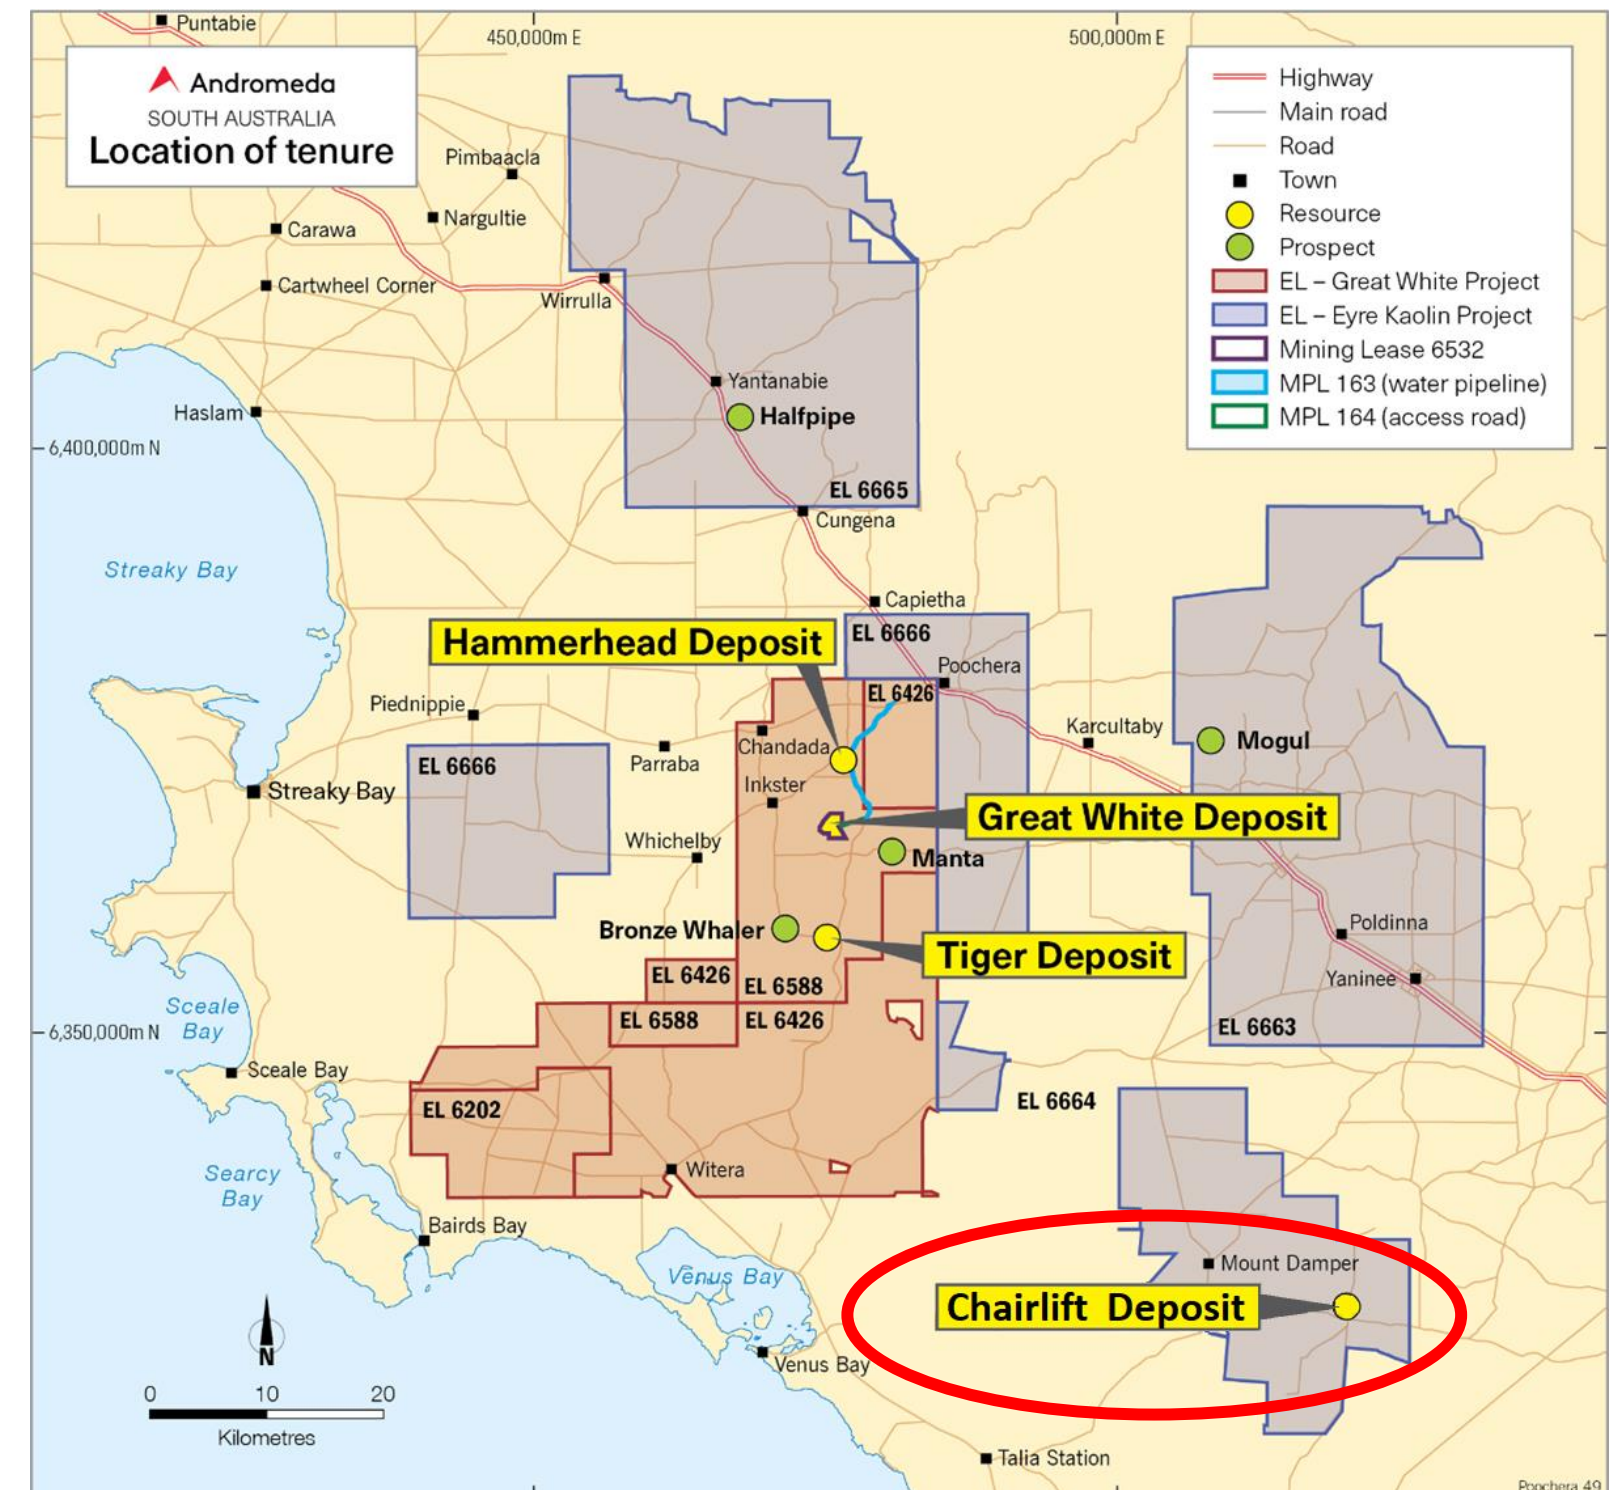 Puntabie
450,000m E
500,000m E
Andromeda
SOUTH AUSTRALIA
Location of tenure
Highway
Main road
Road
Town
Resource
Prospect
EL – Great White Project
EL – Eyre Kaolin Project
Mining Lease 6532
MPL 163 (water pipeline)
MPL 164 (access road)
Pimbaacla
Nargultie
Carawa
Cartwheel Corner
Wirrulla
Yantanabie
Haslam
Halfpipe
6,400,000m N
EL 6665
Cungena
Streaky Bay
Capietha
EL 6666
Hammerhead Deposit
Poochera
EL 6426
Piednippie
Karcultaby
Chandada
Mogul
Parraba
EL 6666
Inkster
Streaky Bay
Great White Deposit
Whichelby
Manta
Poldinna
Bronze Whaler
Tiger Deposit
EL 6426
EL 6588
Yaninee
Sceale
Bay
EL 6588
EL 6426
EL 6663
6,350,000m N
Sceale Bay
EL 6202
EL 6664
Searcy
Bay
Witera
Bairds Bay
Mount Damper
Venus Bay
Chairlift Deposit
N
Venus Bay
0 10 20
Kilometres
Talia Station
Poochera 49